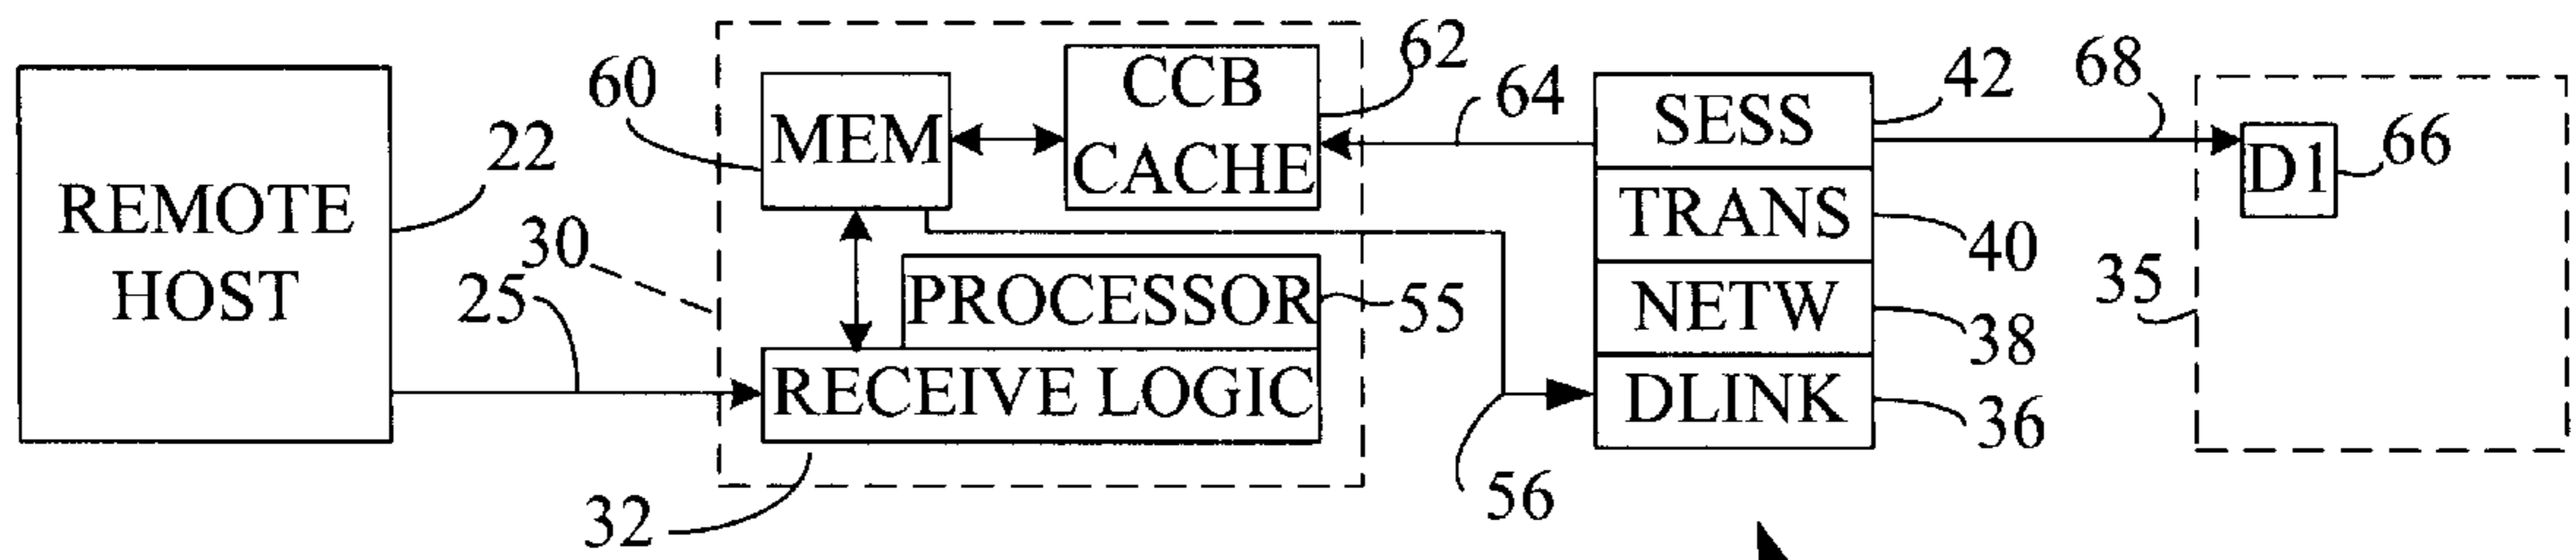 REMOTE
HOST
22
25
30
60
MEM
CCB
CACHE
62
PROCESSOR
55
RECEIVE LOGIC
32
64
56
SESS
42
TRANS
40
NETW
38
DLINK
36
68
D1
66
35